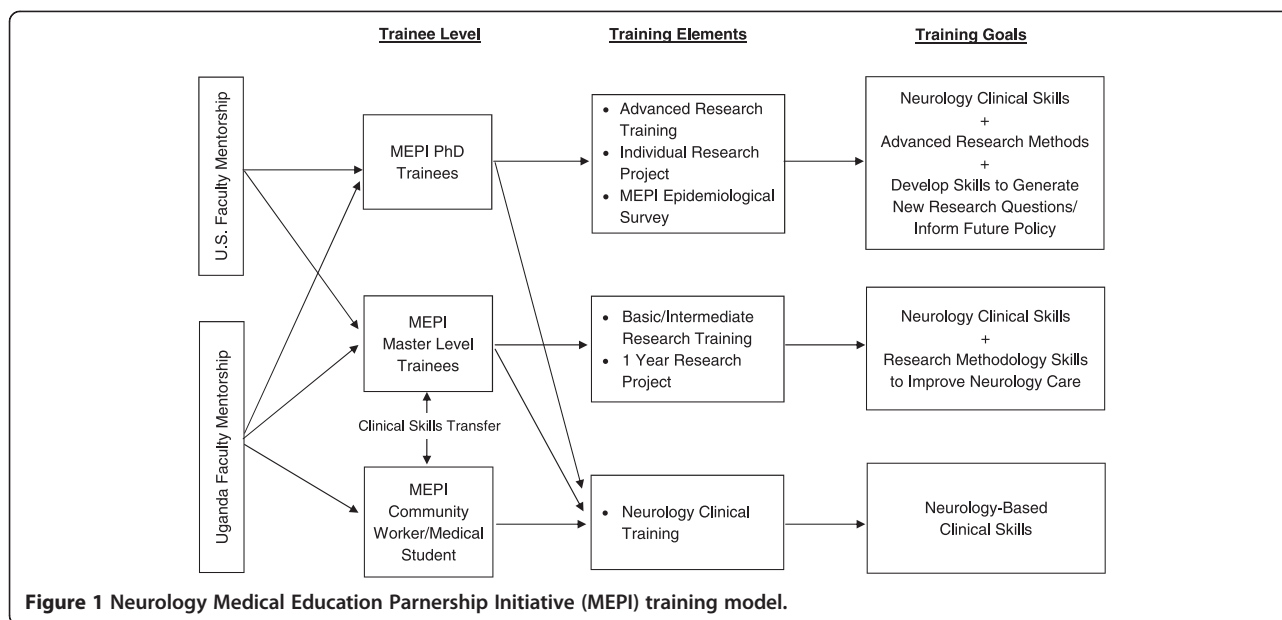 Trainee Level
Training Elements
Training Goals
U.S. Faculty Mentorship
Uganda Faculty Mentorship
MEPI PhD
Trainees
MEPI
Master Level
Trainees
Clinical Skills Transfer
MEPI
Community
Worker/Medical
Student
• Advanced Research
Training
• Individual Research
Project
• MEPI Epidemiological
Survey
• Basic/Intermediate
Research Training
• 1 Year Research
Project
• Neurology Clinical
Training
Neurology Clinical Skills
+
Advanced Research Methods
+
Develop Skills to Generate
New Research Questions/
Inform Future Policy
Neurology Clinical Skills
+
Research Methodology Skills
to Improve Neurology Care
Neurology-Based
Clinical Skills
Figure 1 Neurology Medical Education Parnership Initiative (MEPI) training model.